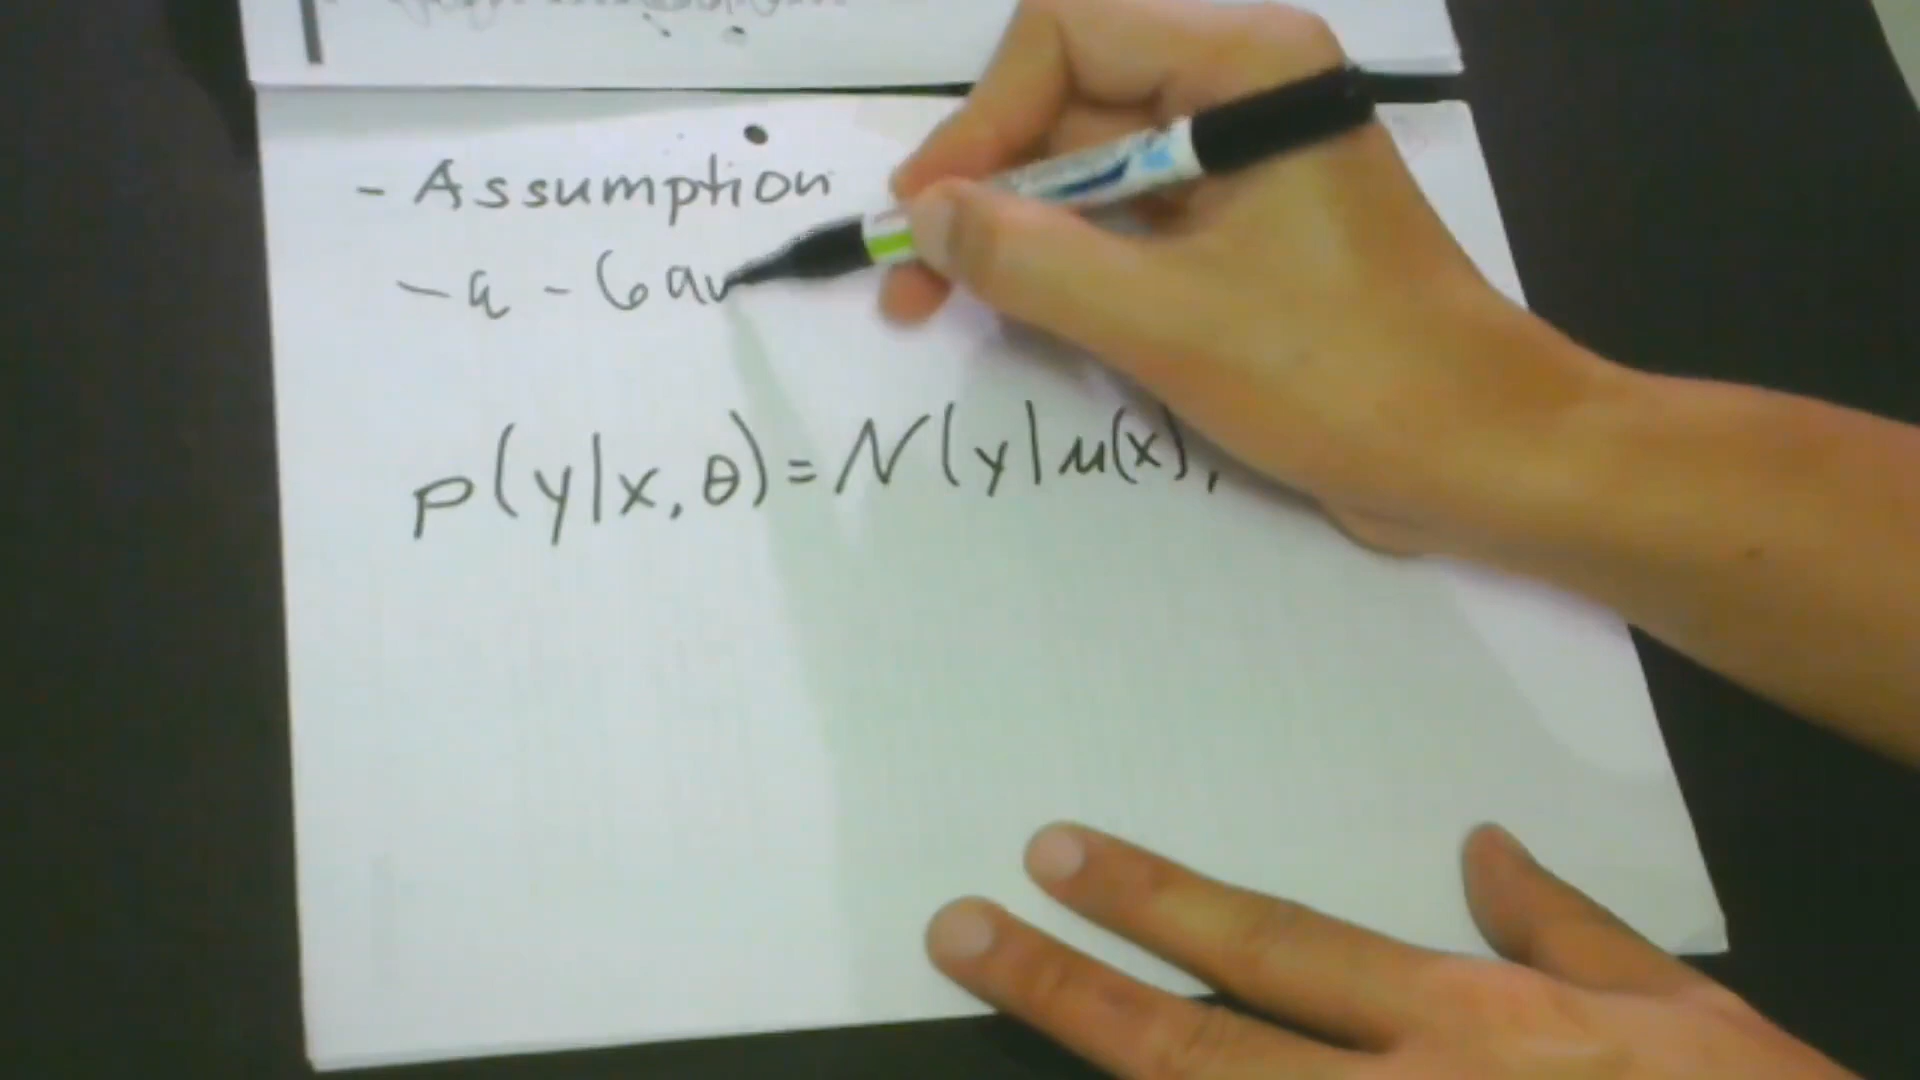 - Assumption
- a - Gau
p(y|x, θ) = N(y|μ(x),